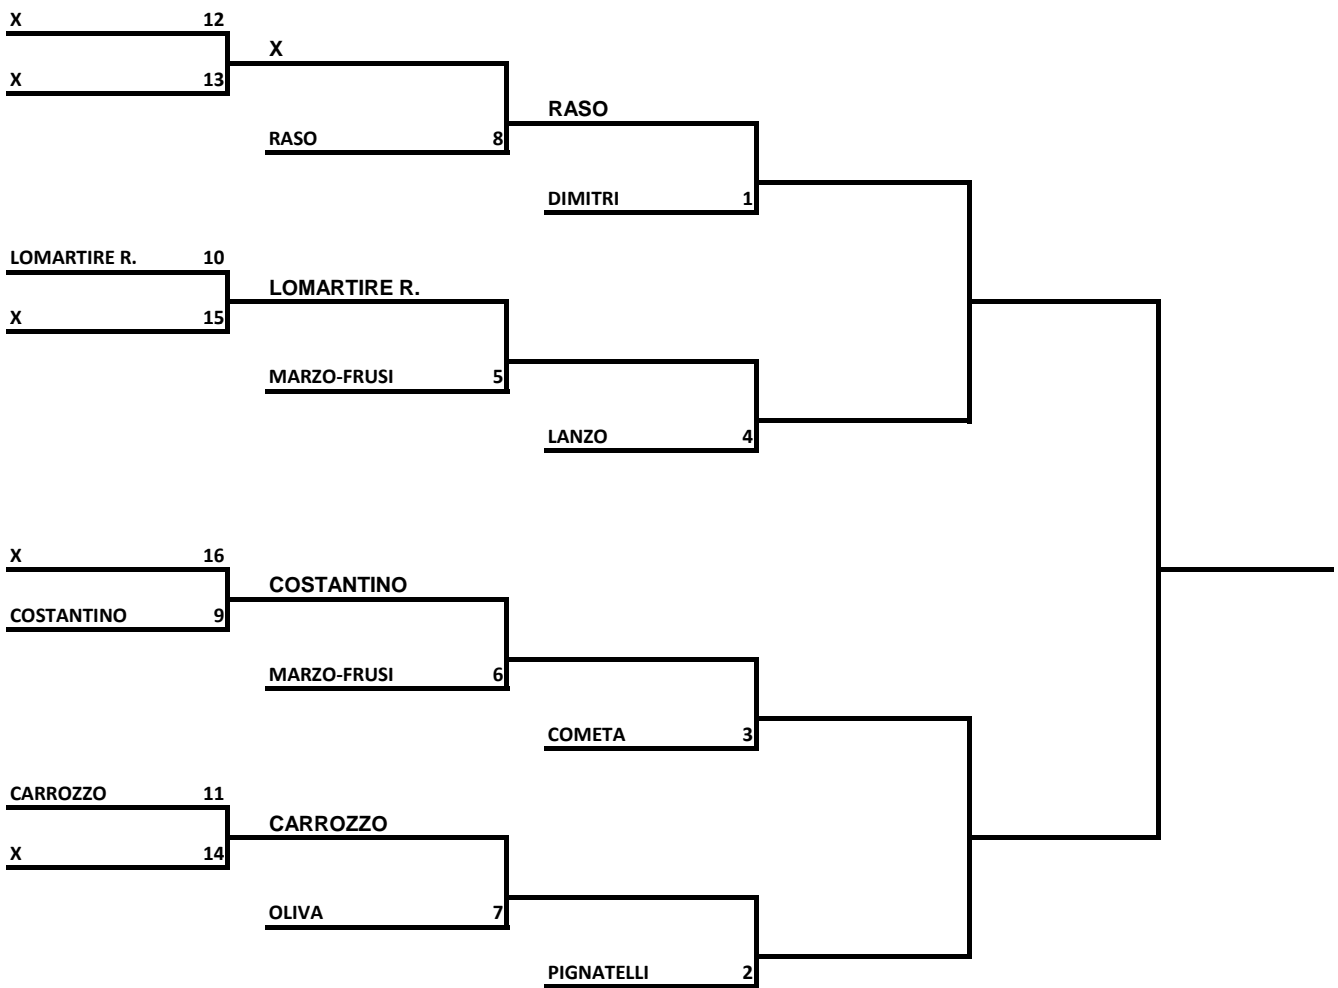 X 12
X
X 13
RASO
RASO 8
DIMITRI 1
LOMARTIRE R. 10
LOMARTIRE R.
X 15
MARZO-FRUSI 5
LANZO 4
X 16
COSTANTINO
COSTANTINO 9
MARZO-FRUSI 6
COMETA 3
CARROZZO 11
CARROZZO
X 14
OLIVA 7
PIGNATELLI 2